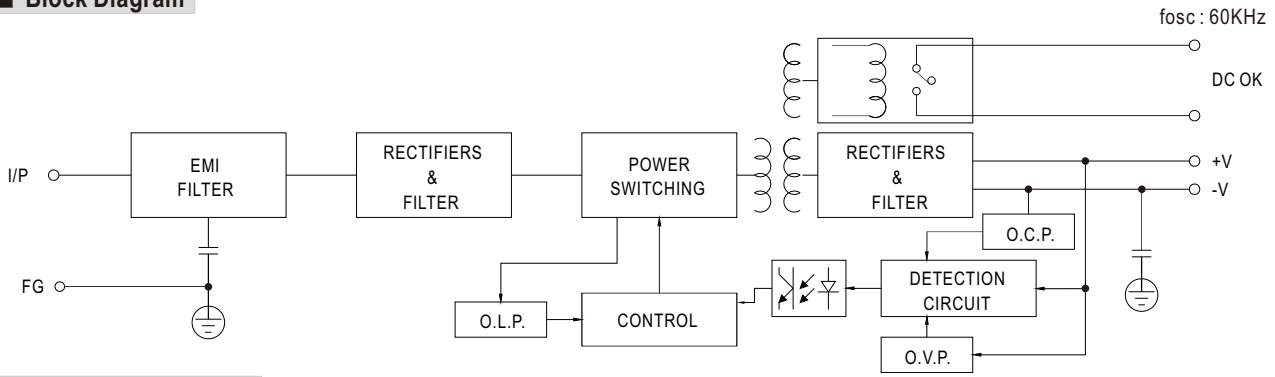 ■ Block Diagram
fosc : 60KHz
DC OK
I/P
EMI
FILTER
RECTIFIERS
&
FILTER
POWER
SWITCHING
RECTIFIERS
&
FILTER
+V
-V
O.C.P.
FG
O.L.P.
CONTROL
DETECTION
CIRCUIT
O.V.P.